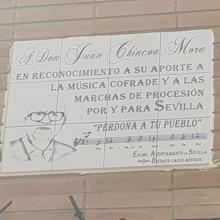 A Don Juan Chincoa Mora
EN RECONOCIMIENTO A SU APORTE A
LA MÚSICA COFRADE Y A LAS
MARCHAS DE PROCESIÓN
POR Y PARA SEVILLA
"PERDONA A TU PUEBLO"
EXCMO AYUNTAMIENTO DE SEVILLA
DISTRITO CASCO ANTIGUO